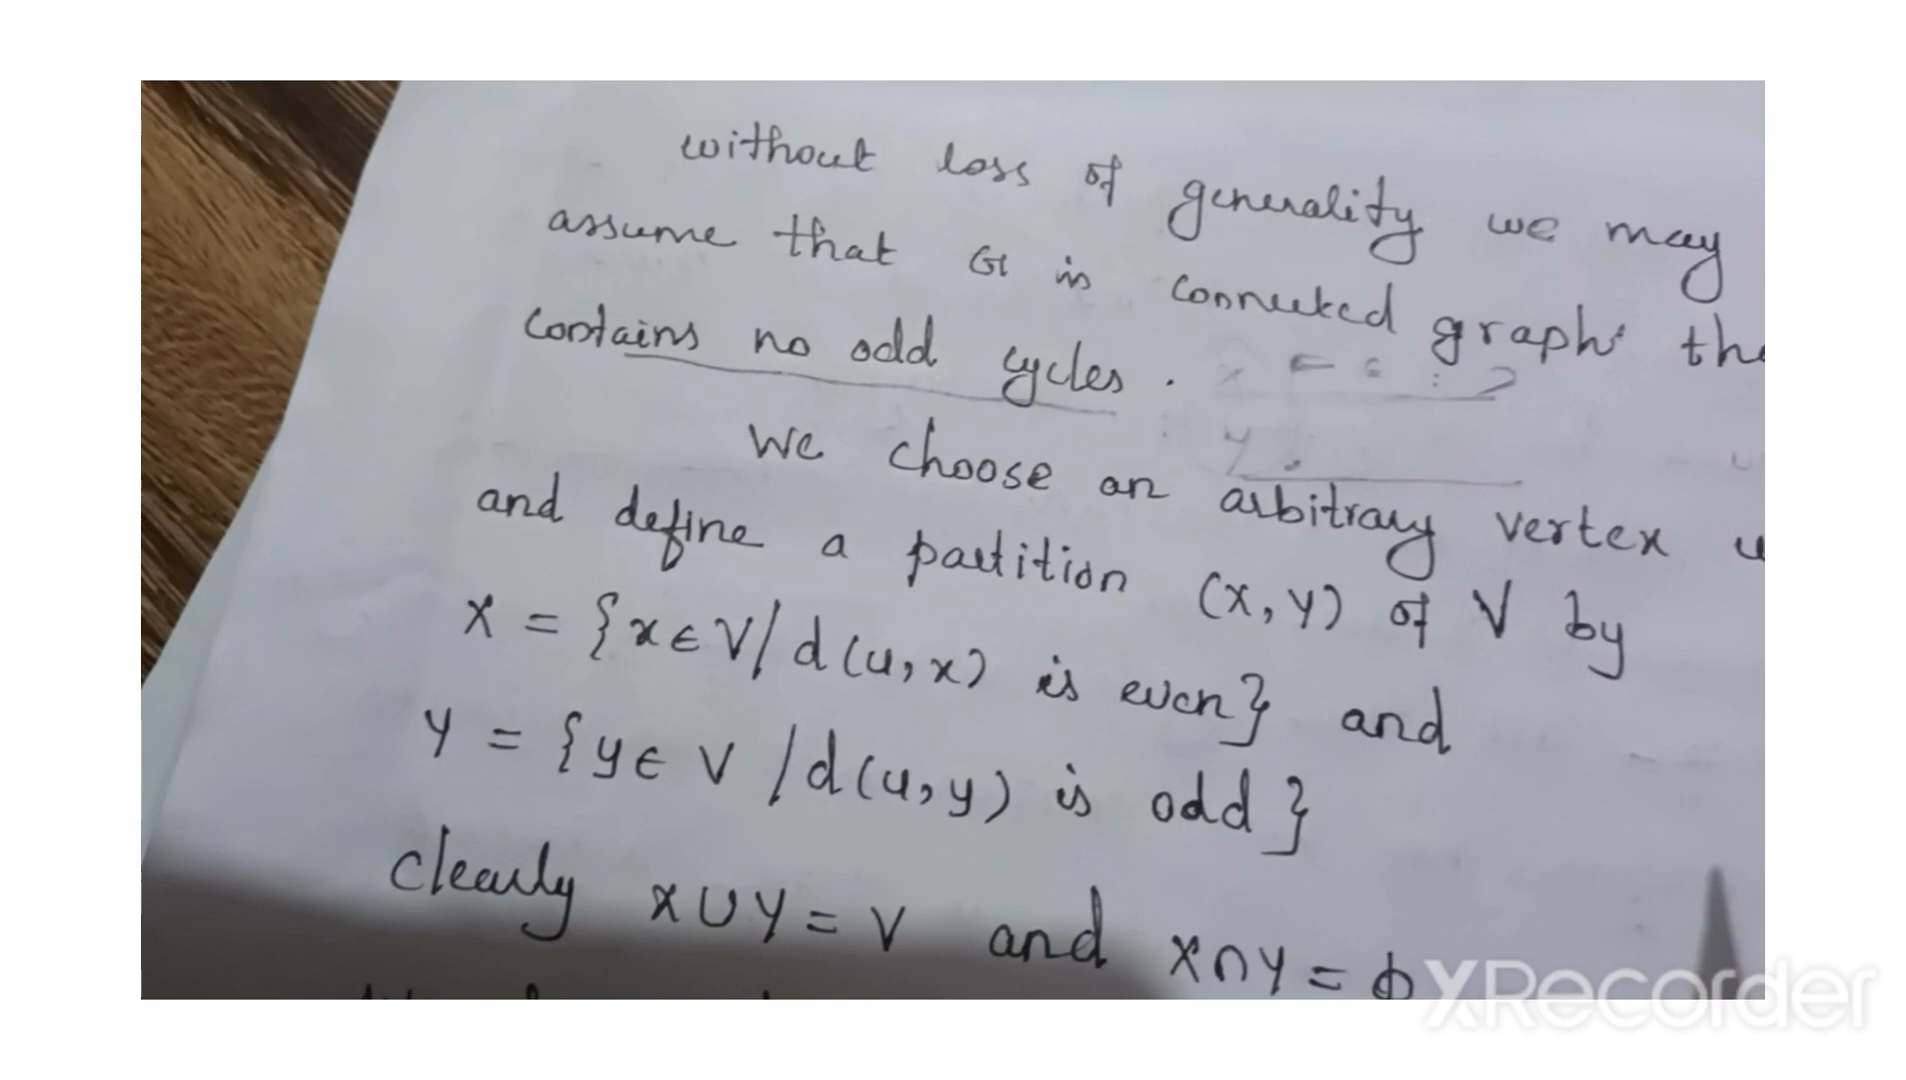 without loss of generality we may
assume that G is connected graph
contains no odd cycles.
We choose an arbitrary vertex u
and define a partition (X, Y) of V by
X = {x ∈ V / d(u, x) is even} and
Y = {y ∈ V / d(u, y) is odd}
clearly X ∪ Y = V and X ∩ Y = ϕ
XRecorder